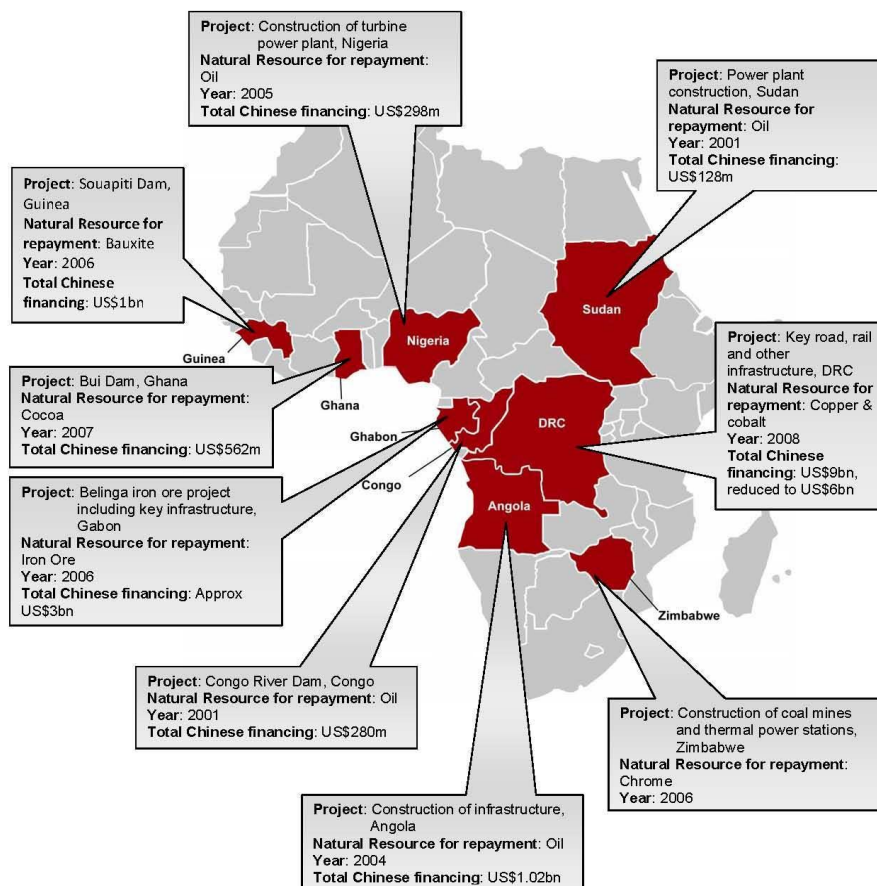 Project: Construction of turbine
power plant, Nigeria
Natural Resource for repayment:
Oil
Year: 2005
Total Chinese financing: US$298m
Project: Power plant
construction, Sudan
Natural Resource for
repayment: Oil
Year: 2001
Total Chinese financing:
US$128m
Project: Souapiti Dam,
Guinea
Natural Resource for
repayment: Bauxite
Year: 2006
Total Chinese
financing: US$1bn
Sudan
Nigeria
Guinea
Ghana
Project: Key road, rail
and other
infrastructure, DRC
Natural Resource for
repayment: Copper &
cobalt
Year: 2008
Total Chinese
financing: US$9bn,
reduced to US$6bn
Project: Bui Dam, Ghana
Natural Resource for repayment:
Cocoa
Year: 2007
Total Chinese financing: US$562m
Ghabon
DRC
Congo
Angola
Project: Belinga iron ore project
including key infrastructure,
Gabon
Natural Resource for repayment:
Iron Ore
Year: 2006
Total Chinese financing: Approx
US$3bn
Zimbabwe
Project: Congo River Dam, Congo
Natural Resource for repayment: Oil
Year: 2001
Total Chinese financing: US$280m
Project: Construction of coal mines
and thermal power stations,
Zimbabwe
Natural Resource for repayment:
Chrome
Year: 2006
Project: Construction of infrastructure,
Angola
Natural Resource for repayment: Oil
Year: 2004
Total Chinese financing: US$1.02bn